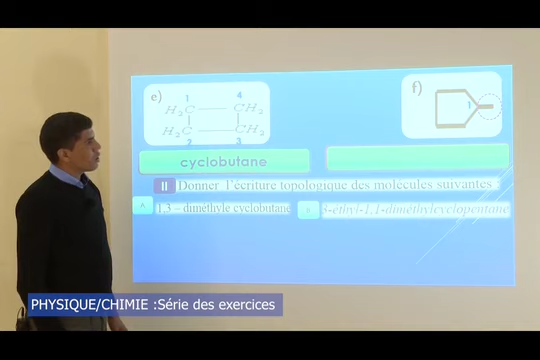 e)
1 4
H₂C CH₂
H₂C CH₂
2 3
f)
1
cyclobutane
II Donner l'écriture topologique des molécules suivantes
A 1,3 – diméthyle cyclobutane
3-éthyl-1,1-diméthylcyclopentane
PHYSIQUE/CHIMIE :Série des exercices